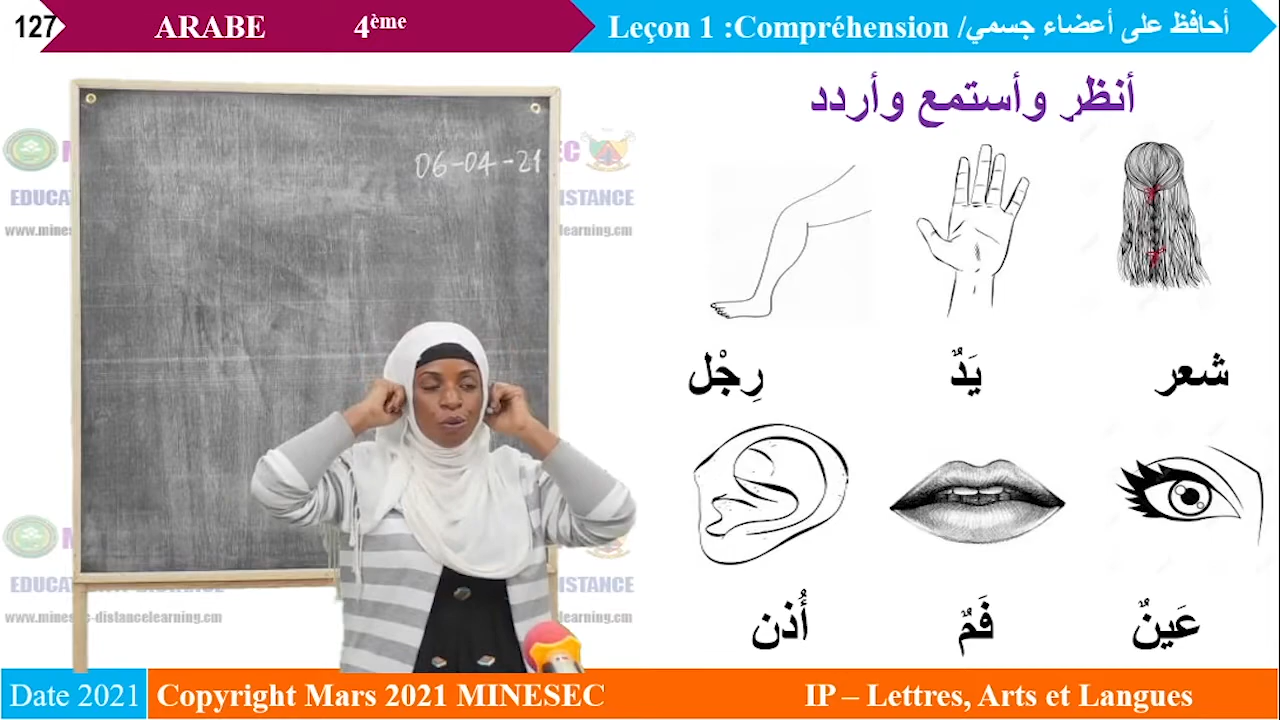 127
ARABE 4ème
Leçon 1 :Compréhension /أحافظ على أعضاء جسمي
أنظر وأستمع وأردد
06-04-21
شعر
يَدٌ
رِجْل
عَينٌ
فَمٌ
أُذن
Date 2021
Copyright Mars 2021 MINESEC
IP – Lettres, Arts et Langues